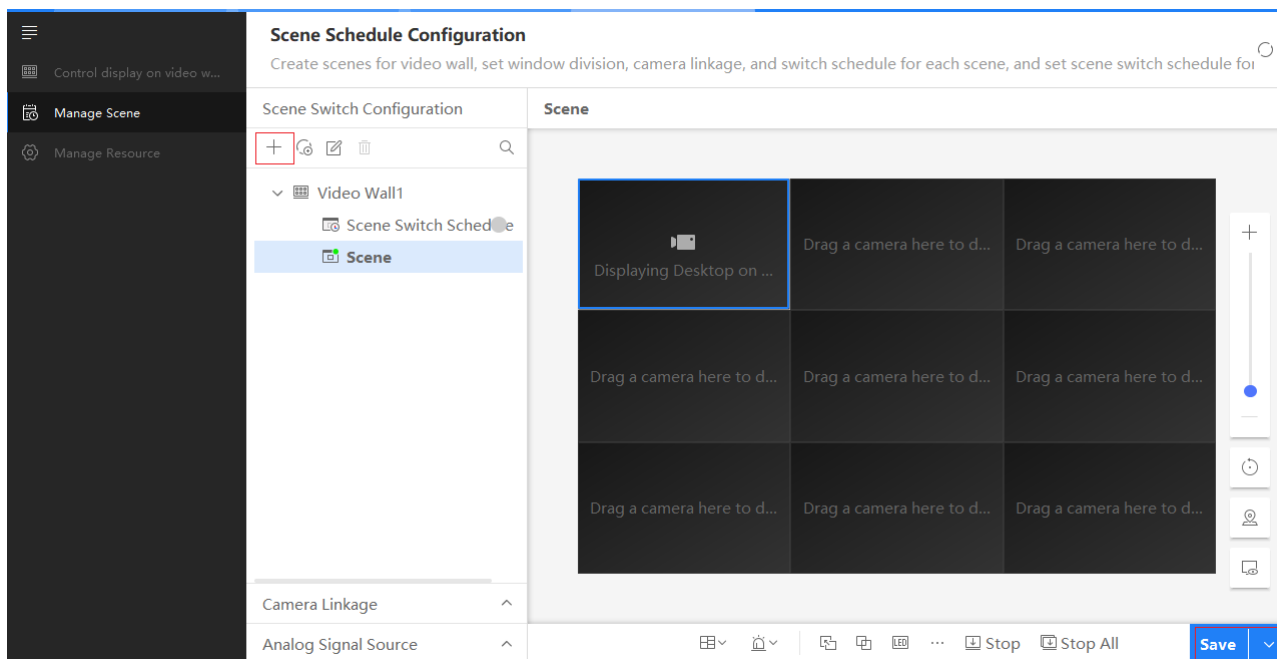 Scene Schedule Configuration
Create scenes for video wall, set window division, camera linkage, and switch schedule for each scene, and set scene switch schedule for
Control display on video w...
Manage Scene
Manage Resource
Scene Switch Configuration
Scene
Video Wall1
Scene Switch Schedule
Scene
Displaying Desktop on ...
Drag a camera here to d...
Drag a camera here to d...
Drag a camera here to d...
Drag a camera here to d...
Drag a camera here to d...
Drag a camera here to d...
Drag a camera here to d...
Drag a camera here to d...
Camera Linkage
Analog Signal Source
LED
Stop
Stop All
Save